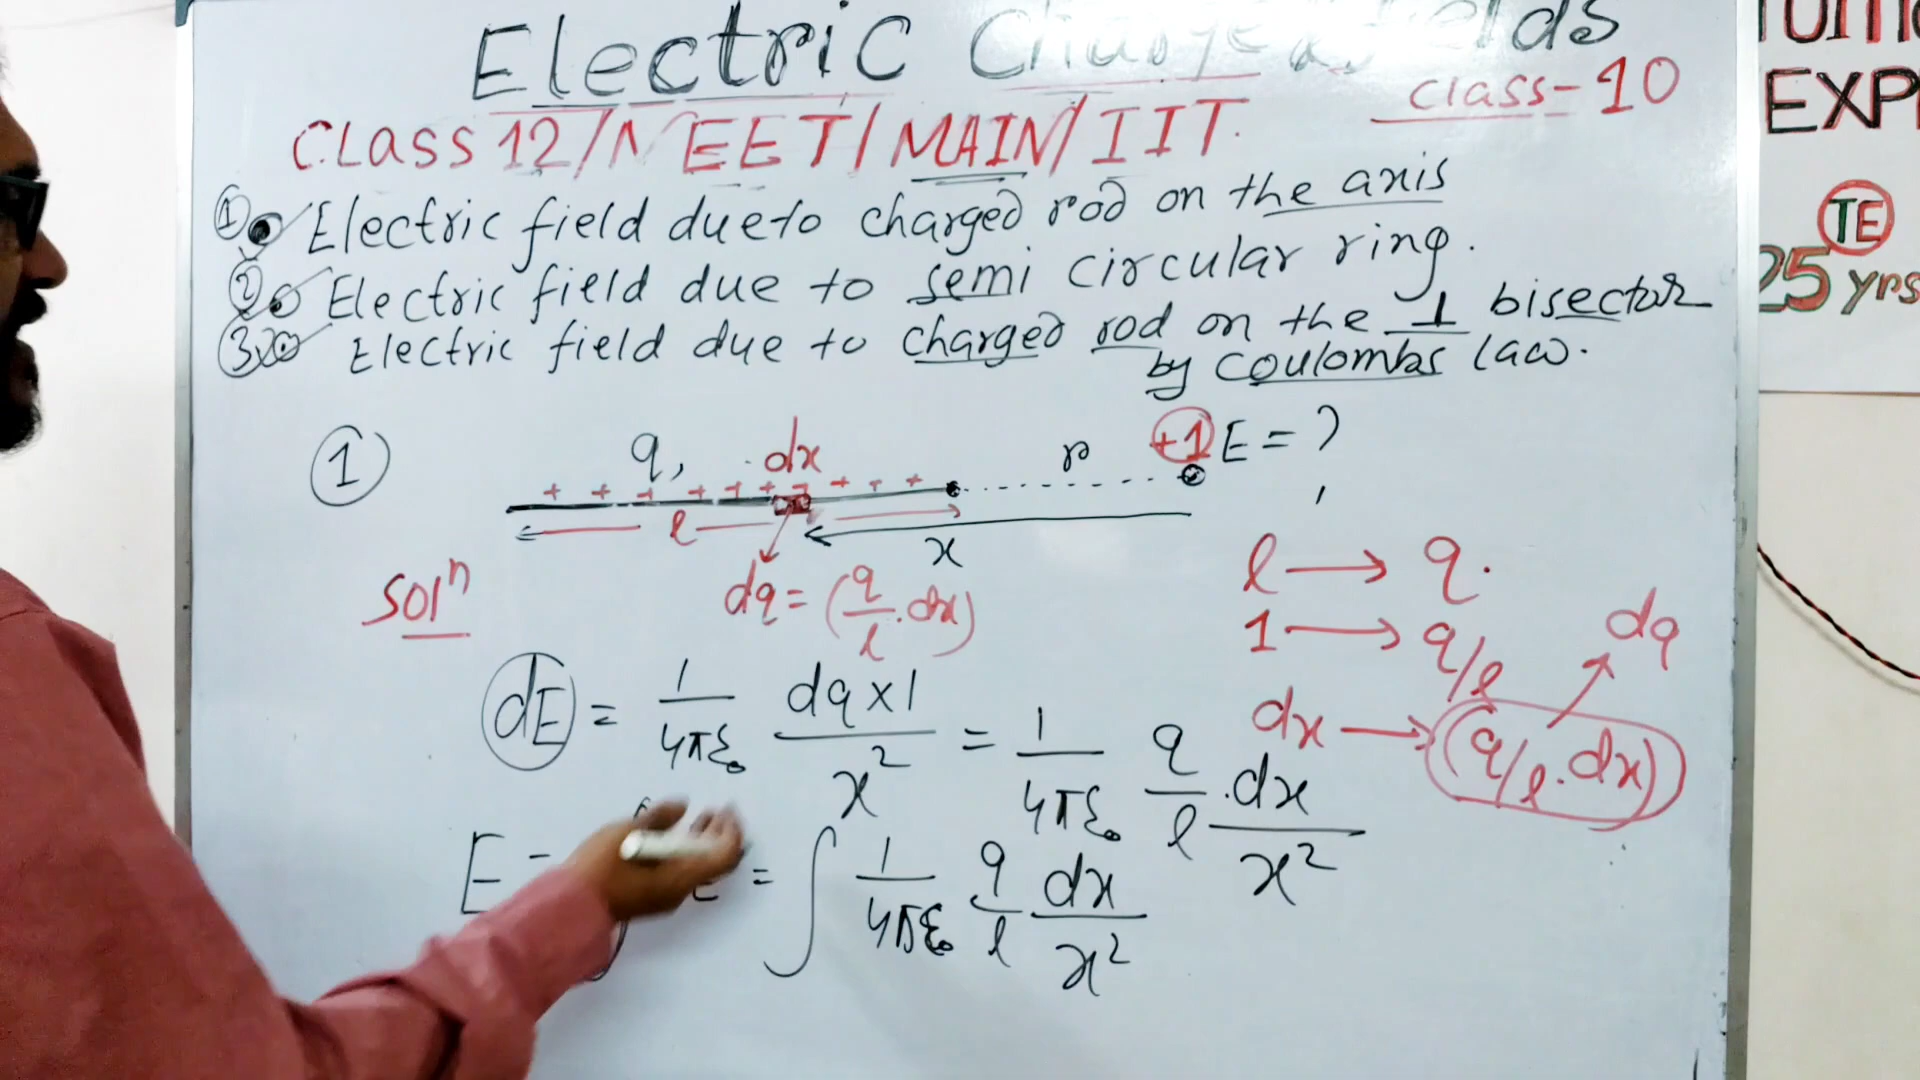 Electric Charges elds
class-10
CLASS 12/NEET/MAIN/IIT.
① Electric field due to charged rod on the axis
② Electric field due to semi circular ring.
③ Electric field due to charged rod on the ⊥ bisector
by Coulombs law.
①
q, dx r +1 E = ?
+ + + + + + + + + +
l x
Solⁿ
dq = (q/l . dx)
l → q.
1 → q/l
dx → (q/l . dx) → dq
dE = 1/4πε₀ dq×1/x² = 1/4πε₀ q/l . dx/x²
E = = ∫ 1/4πε₀ q/l dx/x²
EXP
TE
25 yrs